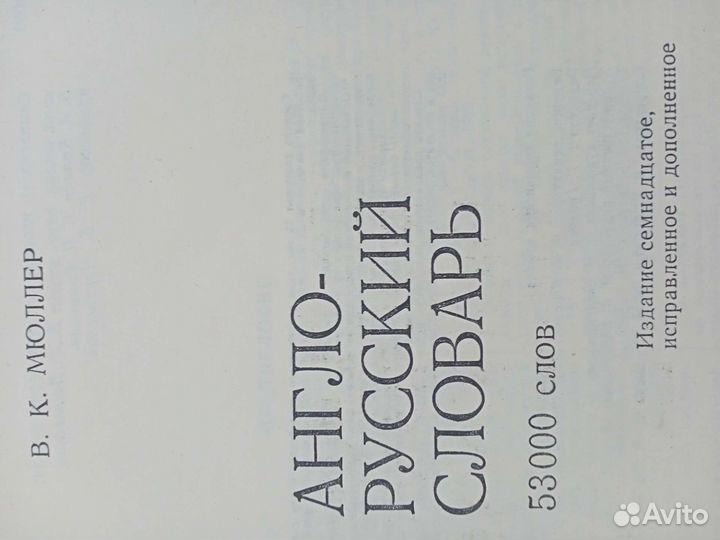 В. К. МЮЛЛЕР
АНГЛО-
РУССКИЙ
СЛОВАРЬ
53000 слов
Издание семнадцатое,
исправленное и дополненное
Avito